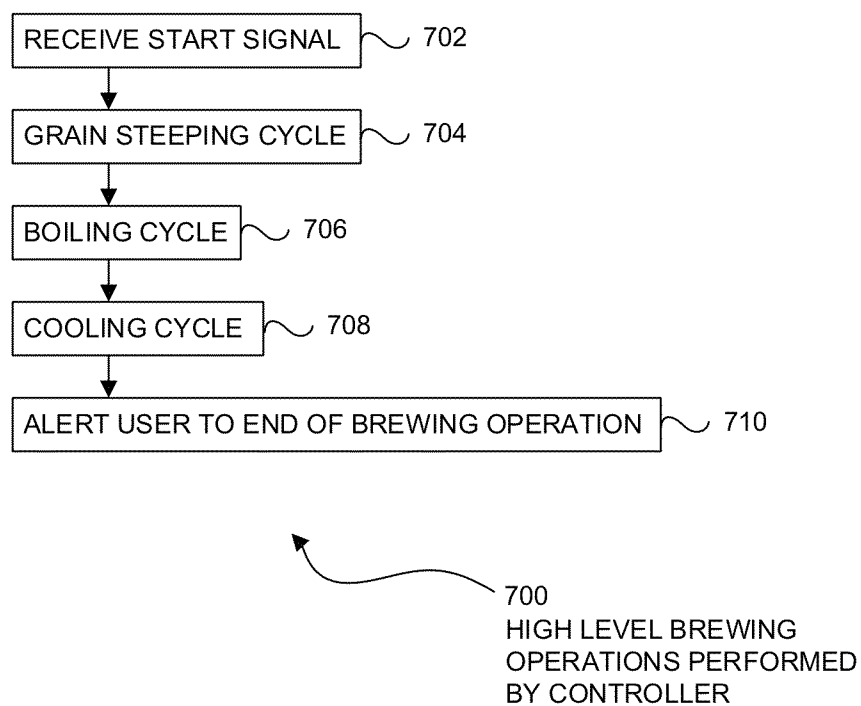 RECEIVE START SIGNAL 702
GRAIN STEEPING CYCLE 704
BOILING CYCLE 706
COOLING CYCLE 708
ALERT USER TO END OF BREWING OPERATION 710
700
HIGH LEVEL BREWING
OPERATIONS PERFORMED
BY CONTROLLER